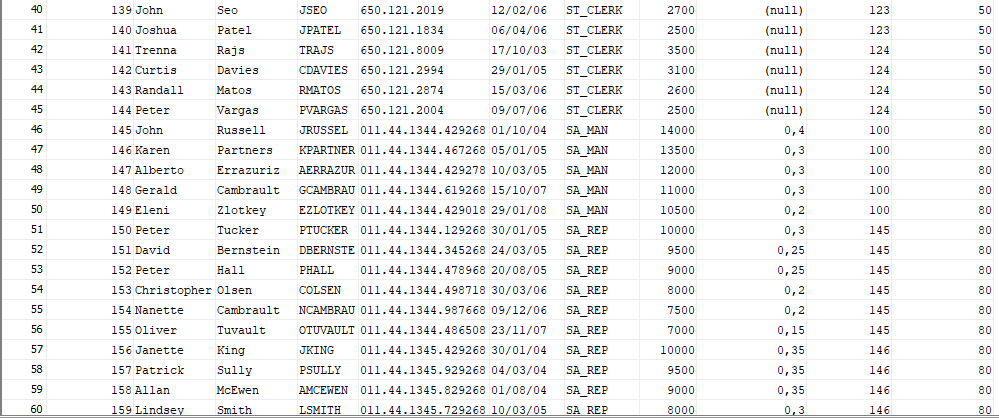 40 139 John Seo JSEO 650.121.2019 12/02/06 ST_CLERK 2700 (null) 123 50
41 140 Joshua Patel JPATEL 650.121.1834 06/04/06 ST_CLERK 2500 (null) 123 50
42 141 Trenna Rajs TRAJS 650.121.8009 17/10/03 ST_CLERK 3500 (null) 124 50
43 142 Curtis Davies CDAVIES 650.121.2994 29/01/05 ST_CLERK 3100 (null) 124 50
44 143 Randall Matos RMATOS 650.121.2874 15/03/06 ST_CLERK 2600 (null) 124 50
45 144 Peter Vargas PVARGAS 650.121.2004 09/07/06 ST_CLERK 2500 (null) 124 50
46 145 John Russell JRUSSEL 011.44.1344.429268 01/10/04 SA_MAN 14000 0,4 100 80
47 146 Karen Partners KPARTNER 011.44.1344.467268 05/01/05 SA_MAN 13500 0,3 100 80
48 147 Alberto Errazuriz AERRAZUR 011.44.1344.429278 10/03/05 SA_MAN 12000 0,3 100 80
49 148 Gerald Cambrault GCAMBRAU 011.44.1344.619268 15/10/07 SA_MAN 11000 0,3 100 80
50 149 Eleni Zlotkey EZLOTKEY 011.44.1344.429018 29/01/08 SA_MAN 10500 0,2 100 80
51 150 Peter Tucker PTUCKER 011.44.1344.129268 30/01/05 SA_REP 10000 0,3 145 80
52 151 David Bernstein DBERNSTE 011.44.1344.345268 24/03/05 SA_REP 9500 0,25 145 80
53 152 Peter Hall PHALL 011.44.1344.478968 20/08/05 SA_REP 9000 0,25 145 80
54 153 Christopher Olsen COLSEN 011.44.1344.498718 30/03/06 SA_REP 8000 0,2 145 80
55 154 Nanette Cambrault NCAMBRAU 011.44.1344.987668 09/12/06 SA_REP 7500 0,2 145 80
56 155 Oliver Tuvault OTUVAULT 011.44.1344.486508 23/11/07 SA_REP 7000 0,15 145 80
57 156 Janette King JKING 011.44.1345.429268 30/01/04 SA_REP 10000 0,35 146 80
58 157 Patrick Sully PSULLY 011.44.1345.929268 04/03/04 SA_REP 9500 0,35 146 80
59 158 Allan McEwen AMCEWEN 011.44.1345.829268 01/08/04 SA_REP 9000 0,35 146 80
60 159 Lindsey Smith LSMITH 011.44.1345.729268 10/03/05 SA_REP 8000 0,3 146 80